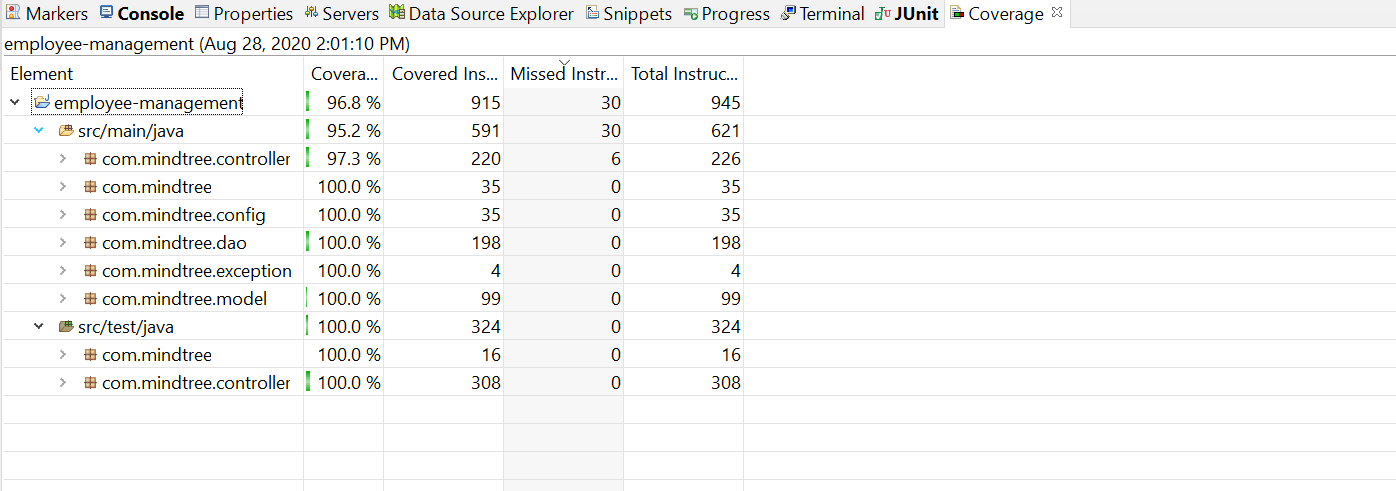 Markers Console Properties Servers Data Source Explorer Snippets Progress Terminal JUnit Coverage
employee-management (Aug 28, 2020 2:01:10 PM)
Element Covera... Covered Ins... Missed Instr... Total Instruc...
employee-management 96.8 % 915 30 945
src/main/java 95.2 % 591 30 621
com.mindtree.controller 97.3 % 220 6 226
com.mindtree 100.0 % 35 0 35
com.mindtree.config 100.0 % 35 0 35
com.mindtree.dao 100.0 % 198 0 198
com.mindtree.exception 100.0 % 4 0 4
com.mindtree.model 100.0 % 99 0 99
src/test/java 100.0 % 324 0 324
com.mindtree 100.0 % 16 0 16
com.mindtree.controller 100.0 % 308 0 308